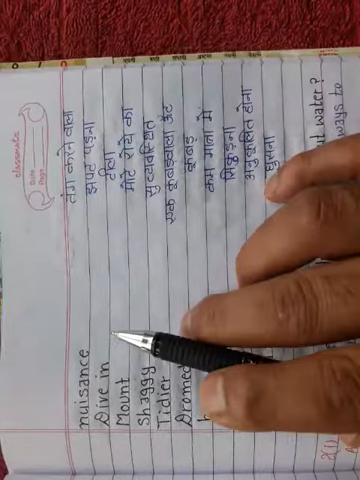 classmate
Date
Page
nuisance तंग करने वाला
Dive in झपट पड़ना
Mount टीला
Shaggy मोटे रोये का
Tidier सुव्यवस्थित
Dromed एक कूबड़वाला ऊँट
कूबड़
कम मात्रा में
सिकुड़ना
अनुकूलित होना
घुसना
water?
ways to